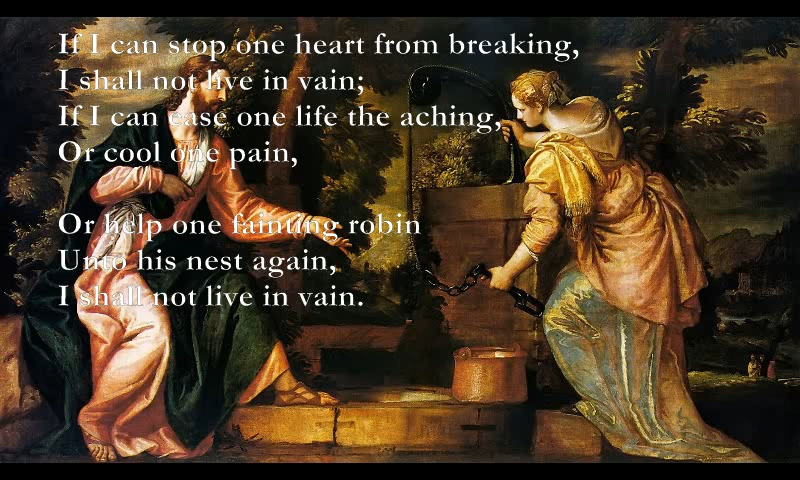 If I can stop one heart from breaking,
I shall not live in vain;
If I can ease one life the aching,
Or cool one pain,
Or help one fainting robin
Unto his nest again,
I shall not live in vain.